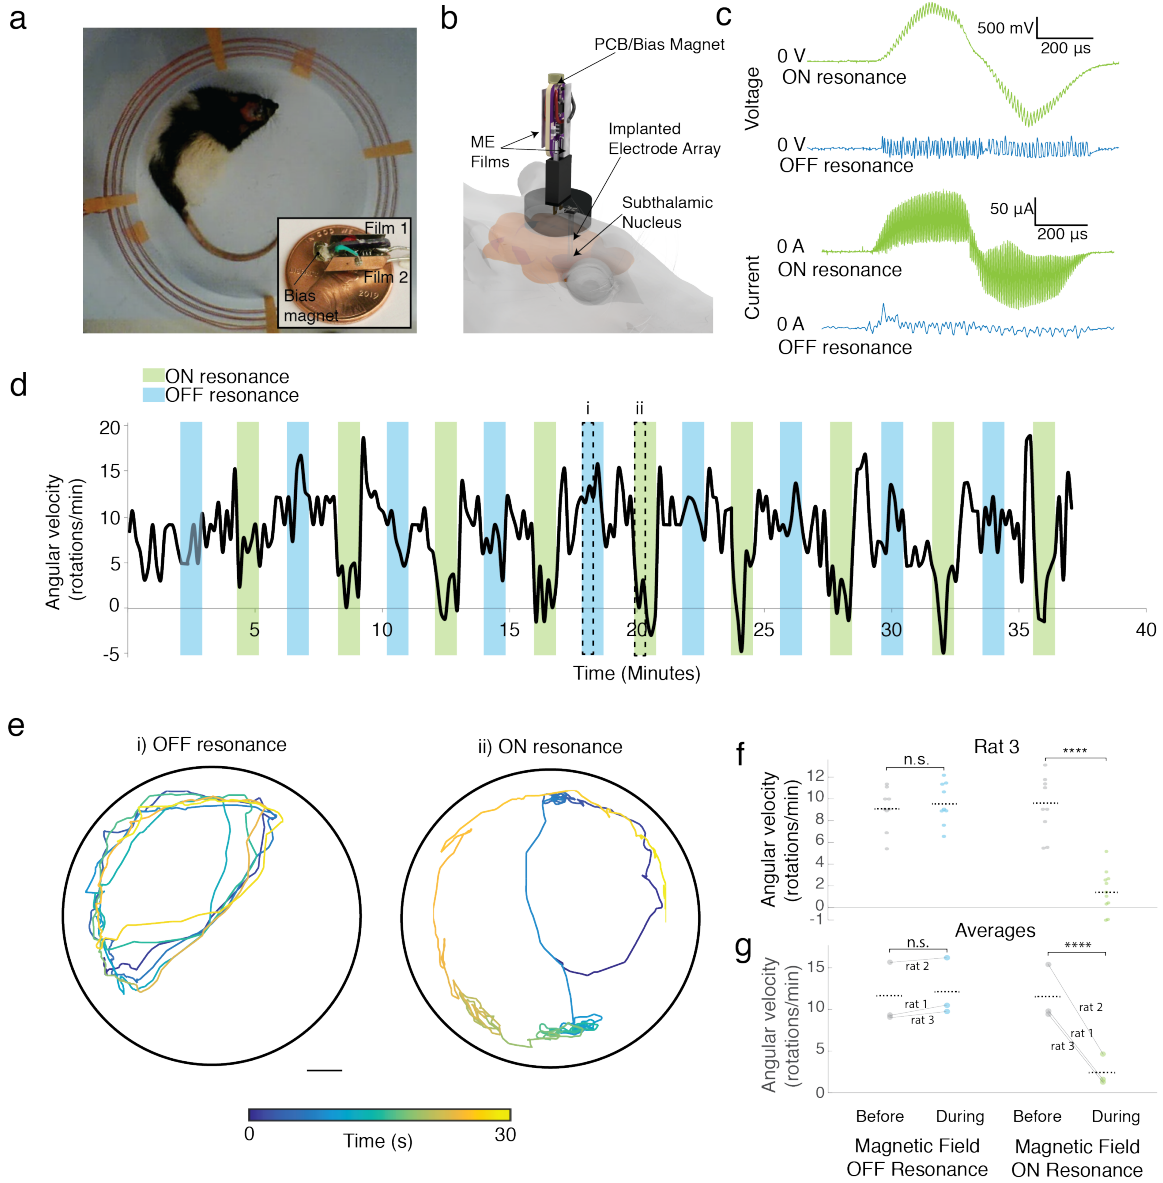 a
Film 1
Film 2
Bias
magnet
2019
b
PCB/Bias Magnet
ME
Films
Implanted
Electrode Array
Subthalamic
Nucleus
c
Voltage
500 mV
200 µs
0 V
ON resonance
0 V
OFF resonance
Current
50 µA
200 µs
0 A
ON resonance
0 A
OFF resonance
d
ON resonance
OFF resonance
i
ii
Angular velocity
(rotations/min)
20
15
10
5
0
-5
5
10
15
20
25
30
35
40
Time (Minutes)
e
i) OFF resonance
ii) ON resonance
0
30
Time (s)
f
Rat 3
n.s.
****
Angular velocity
(rotations/min)
12
10
8
6
4
2
0
-1
g
Averages
n.s.
****
Angular velocity
(rotations/min)
15
10
5
0
rat 2
rat 1
rat 3
rat 2
rat 1
rat 3
Before
During
Before
During
Magnetic Field
OFF Resonance
Magnetic Field
ON Resonance